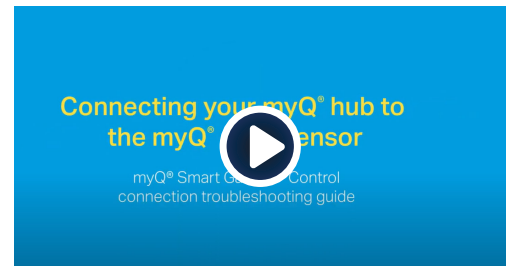 Connecting your myQ® hub to
the myQ® ensor
myQ® Smart G Control
connection troubleshooting guide